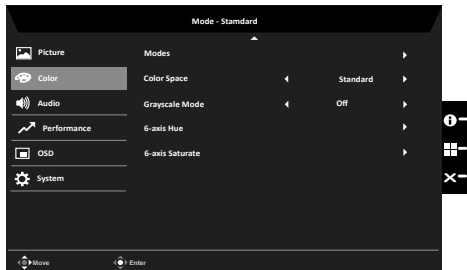 Mode - Stamdard
Picture
Color
Audio
Performance
OSD
System
Modes
Color Space Standard
Grayscale Mode Off
6-axis Hue
6-axis Saturate
Move Enter